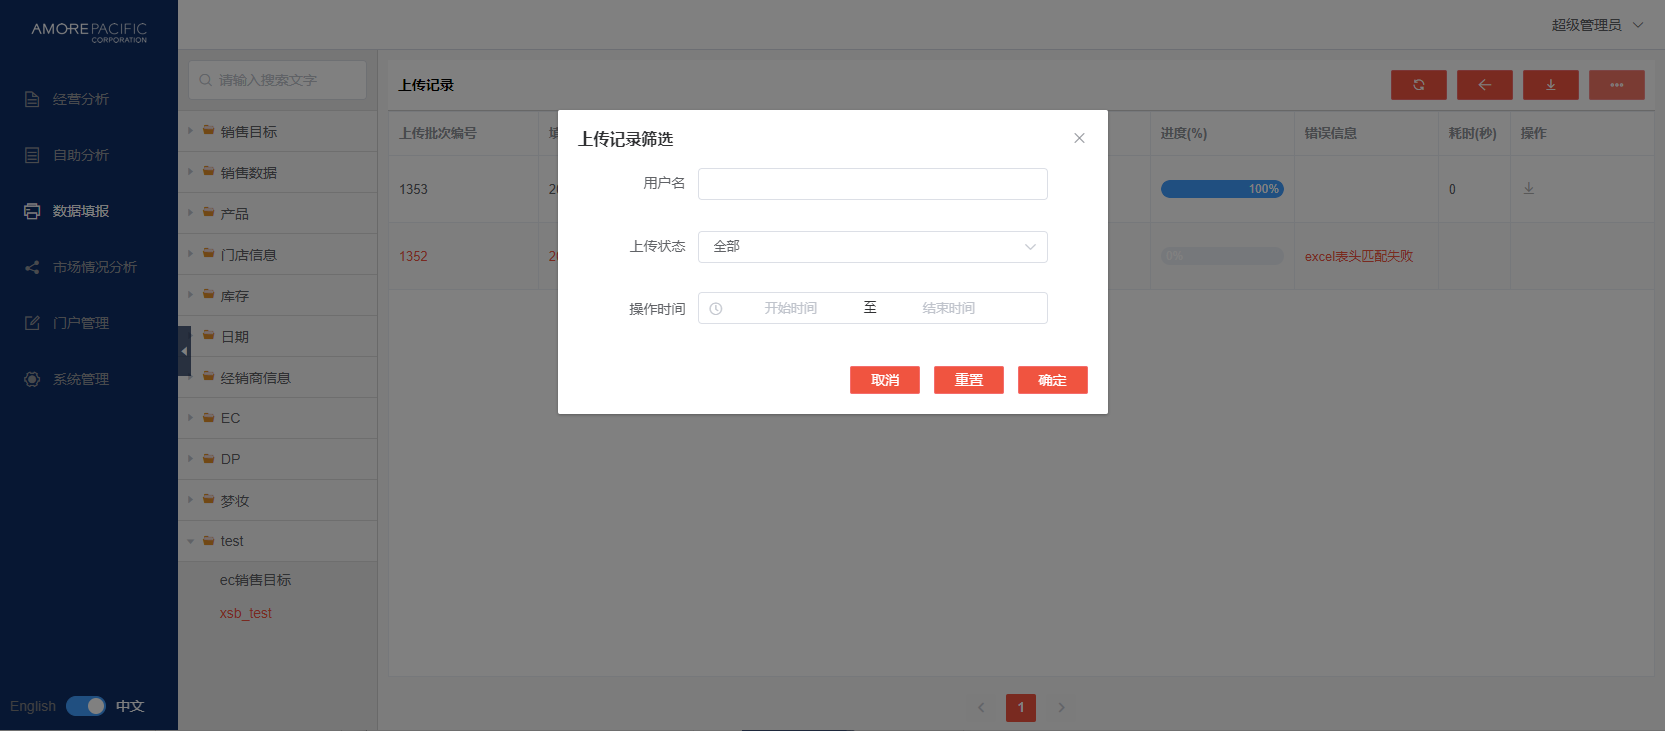 AMOREPACIFIC
CORPORATION
超级管理员
经营分析
自助分析
数据填报
市场情况分析
门户管理
系统管理
English 中文
请输入搜索文字
销售目标
销售数据
产品
门店信息
库存
日期
经销商信息
EC
DP
梦妆
test
ec销售目标
xsb_test
上传记录
上传批次编号 填 进度(%) 错误信息 耗时(秒) 操作
1353 20 100% 0
1352 20 0% excel表头匹配失败
上传记录筛选
用户名
上传状态 全部
操作时间 开始时间 至 结束时间
取消 重置 确定
1